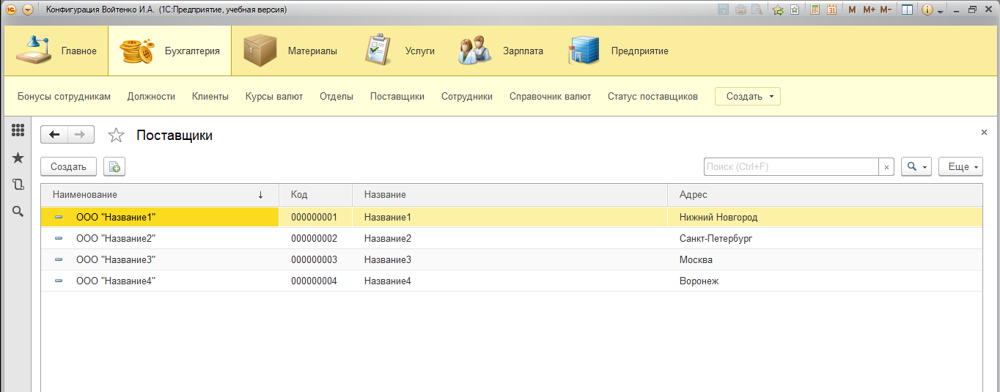 Конфигурация Войтенко И.А. (1С:Предприятие, учебная версия)
M M+ M-
Главное Бухгалтерия Материалы Услуги Зарплата Предприятие
Бонусы сотрудникам Должности Клиенты Курсы валют Отделы Поставщики Сотрудники Справочник валют Статус поставщиков Создать
Поставщики
Создать Поиск (Ctrl+F) Еще
Наименование Код Название Адрес
ООО "Название1" 000000001 Название1 Нижний Новгород
ООО "Название2" 000000002 Название2 Санкт-Петербург
ООО "Название3" 000000003 Название3 Москва
ООО "Название4" 000000004 Название4 Воронеж